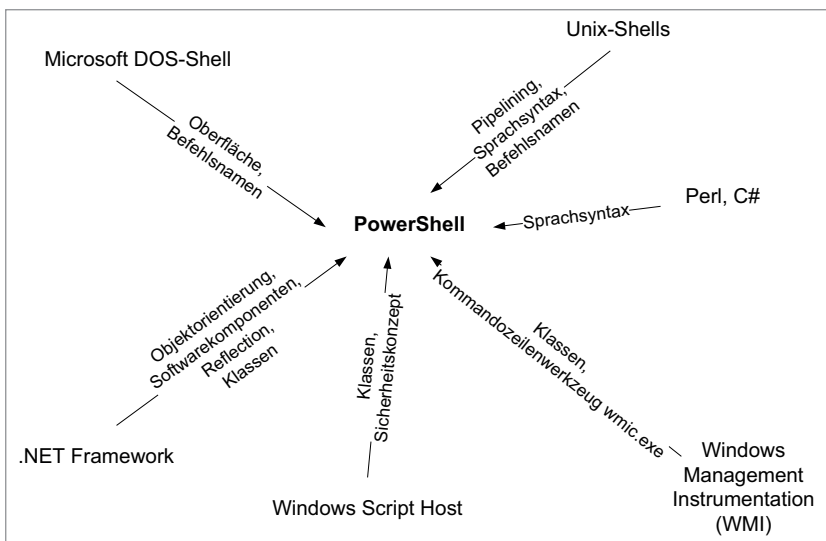 Unix-Shells
Microsoft DOS-Shell
Oberfläche,
Befehlsnamen
Pipelining,
Sprachsyntax,
Befehlsnamen
Perl, C#
Sprachsyntax
PowerShell
Objektorientierung,
Softwarekomponenten,
Reflection,
Klassen
Klassen,
Sicherheitskonzept
Klassen,
Kommandozeilenwerkzeug wmic.exe
.NET Framework
Windows Script Host
Windows
Management
Instrumentation
(WMI)